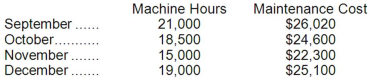 Machine Hours Maintenance Cost
September ...... 21,000 $26,020
October........... 18,500 $24,600
November ....... 15,000 $22,300
December ....... 19,000 $25,100